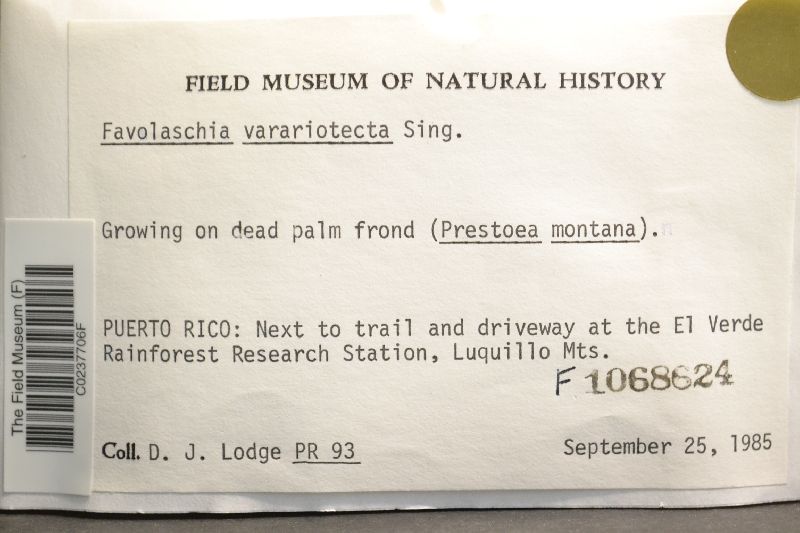 FIELD MUSEUM OF NATURAL HISTORY
Favolaschia varariotecta Sing.
Growing on dead palm frond (Prestoea montana).
PUERTO RICO: Next to trail and driveway at the El Verde
Rainforest Research Station, Luquillo Mts.
F 1068624
Coll. D. J. Lodge PR 93
September 25, 1985
The Field Museum (F)
C0237706F